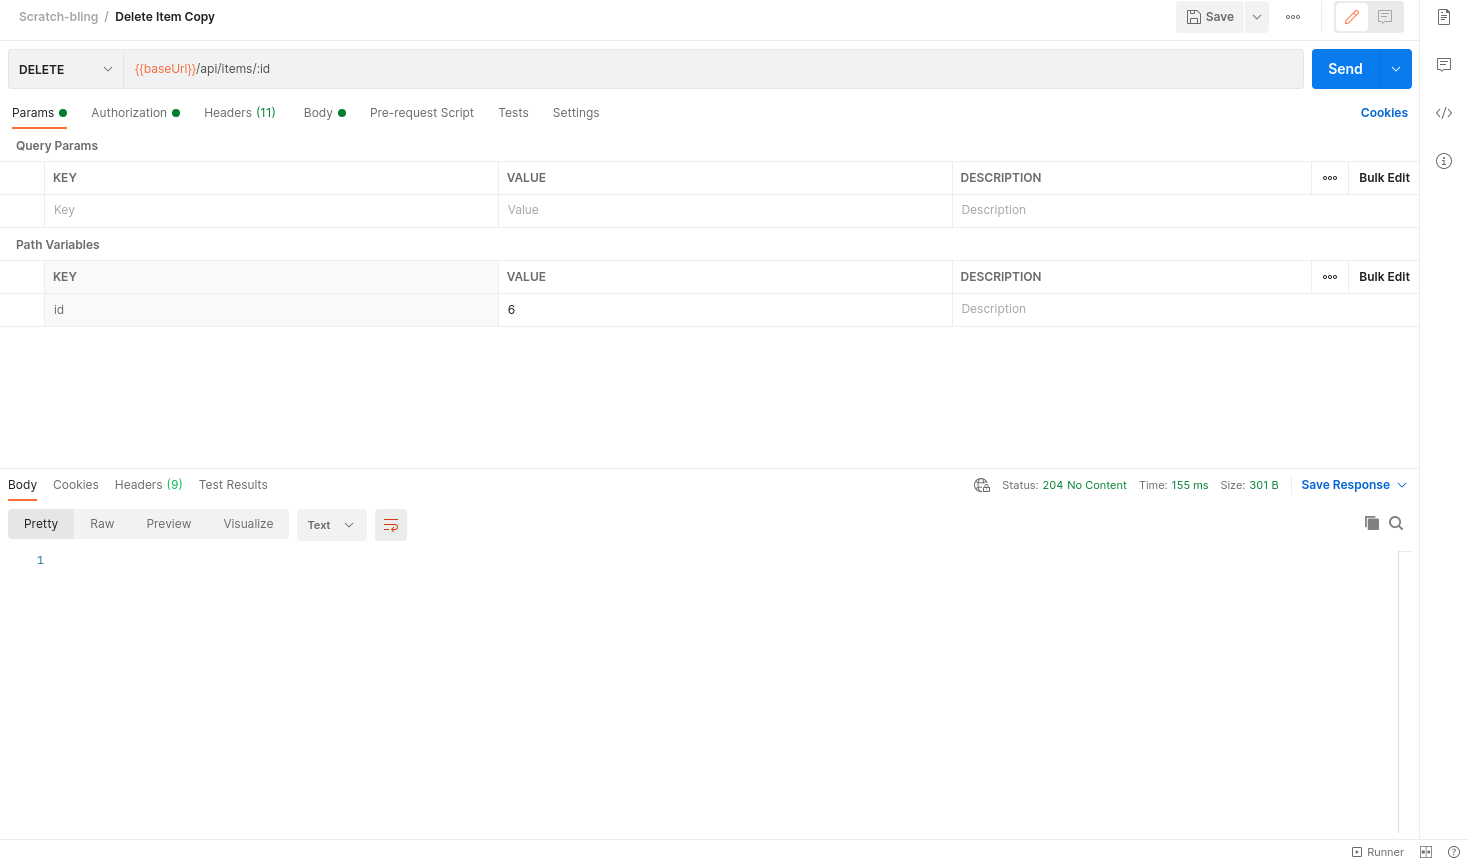 Scratch-bling / Delete Item Copy Save
DELETE {{baseUrl}}/api/items/:id Send
Params Authorization Headers (11) Body Pre-request Script Tests Settings Cookies
Query Params
KEY VALUE DESCRIPTION Bulk Edit
Key Value Description
Path Variables
KEY VALUE DESCRIPTION Bulk Edit
id 6 Description
Body Cookies Headers (9) Test Results Status: 204 No Content Time: 155 ms Size: 301 B Save Response
Pretty Raw Preview Visualize Text
1
Runner